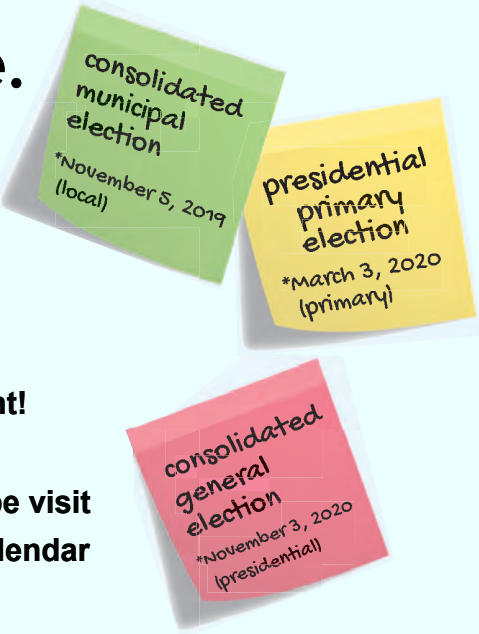 e.
consolidated
municipal
election
*November 5, 2019
(local)
presidential
primary
election
*March 3, 2020
(primary)
nt!
consolidated
general
election
*November 3, 2020
(presidential)
be visit
lendar